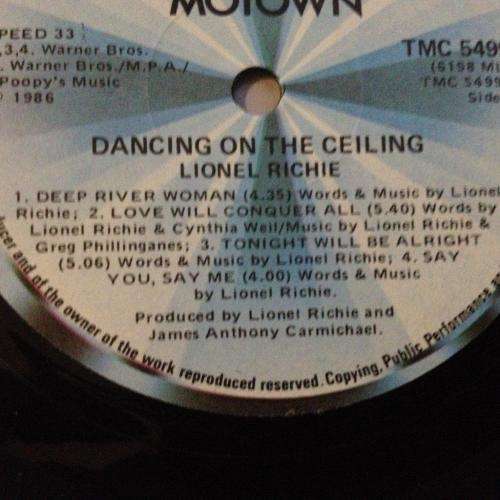 MOTOWN
PEED 33
,3,4. Warner Bros.
. Warner Bros./M.P.A./
Poopy's Music
℗ 1986
TMC 549
(6198 M
TMC 549
Side
DANCING ON THE CEILING
LIONEL RICHIE
1. DEEP RIVER WOMAN (4.35) Words & Music by Lionel
Richie; 2. LOVE WILL CONQUER ALL (5.40) Words by
Lionel Richie & Cynthia Weil/Music by Lionel Richie &
Greg Phillinganes; 3. TONIGHT WILL BE ALRIGHT
(5.06) Words & Music by Lionel Richie; 4. SAY
YOU, SAY ME (4.00) Words & Music
by Lionel Richie.
Produced by Lionel Richie and
James Anthony Carmichael.
ucer and of the owner of the work reproduced reserved. Copying, Public Performance, a